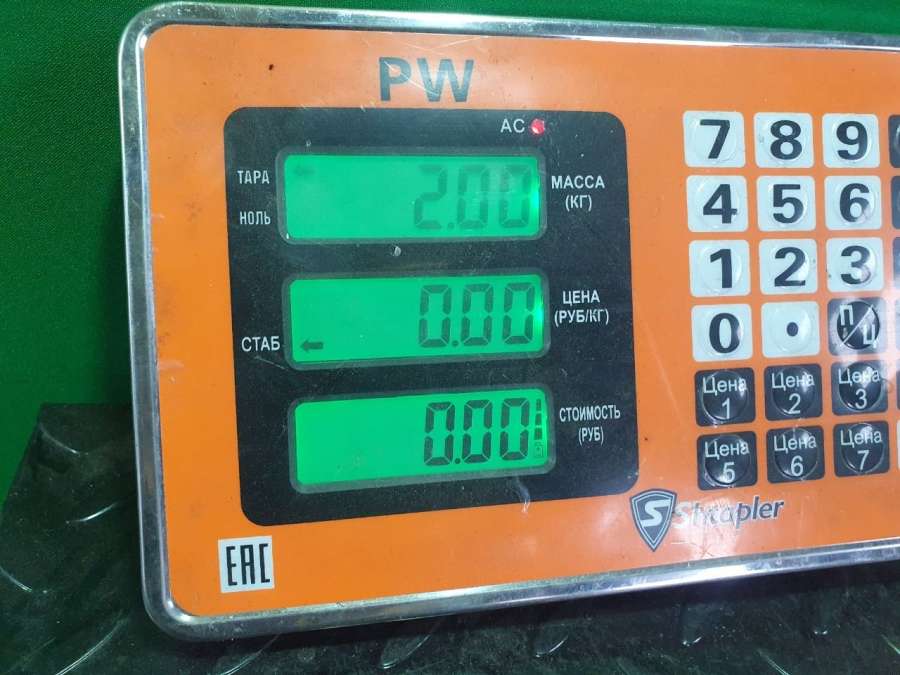 PW
AC
ТАРА
НОЛЬ
2.00
МАССА
(КГ)
СТАБ
0.00
ЦЕНА
(РУБ/КГ)
0.00
СТОИМОСТЬ
(РУБ)
7 8 9
4 5 6
1 2 3
0 . П/Ц
Цена 1 Цена 2 Цена 3
Цена 5 Цена 6 Цена 7
S Shtapler
EAC